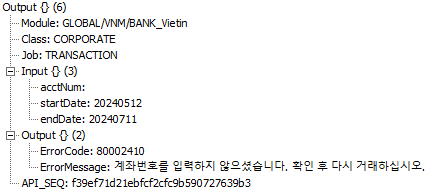 Output {} (6)
Module: GLOBAL/VNM/BANK_Vietin
Class: CORPORATE
Job: TRANSACTION
Input {} (3)
acctNum:
startDate: 20240512
endDate: 20240711
Output {} (2)
ErrorCode: 80002410
ErrorMessage: 계좌번호를 입력하지 않으셨습니다. 확인 후 다시 거래하십시오.
API_SEQ: f39ef71d21ebfcf2cfc9b590727639b3